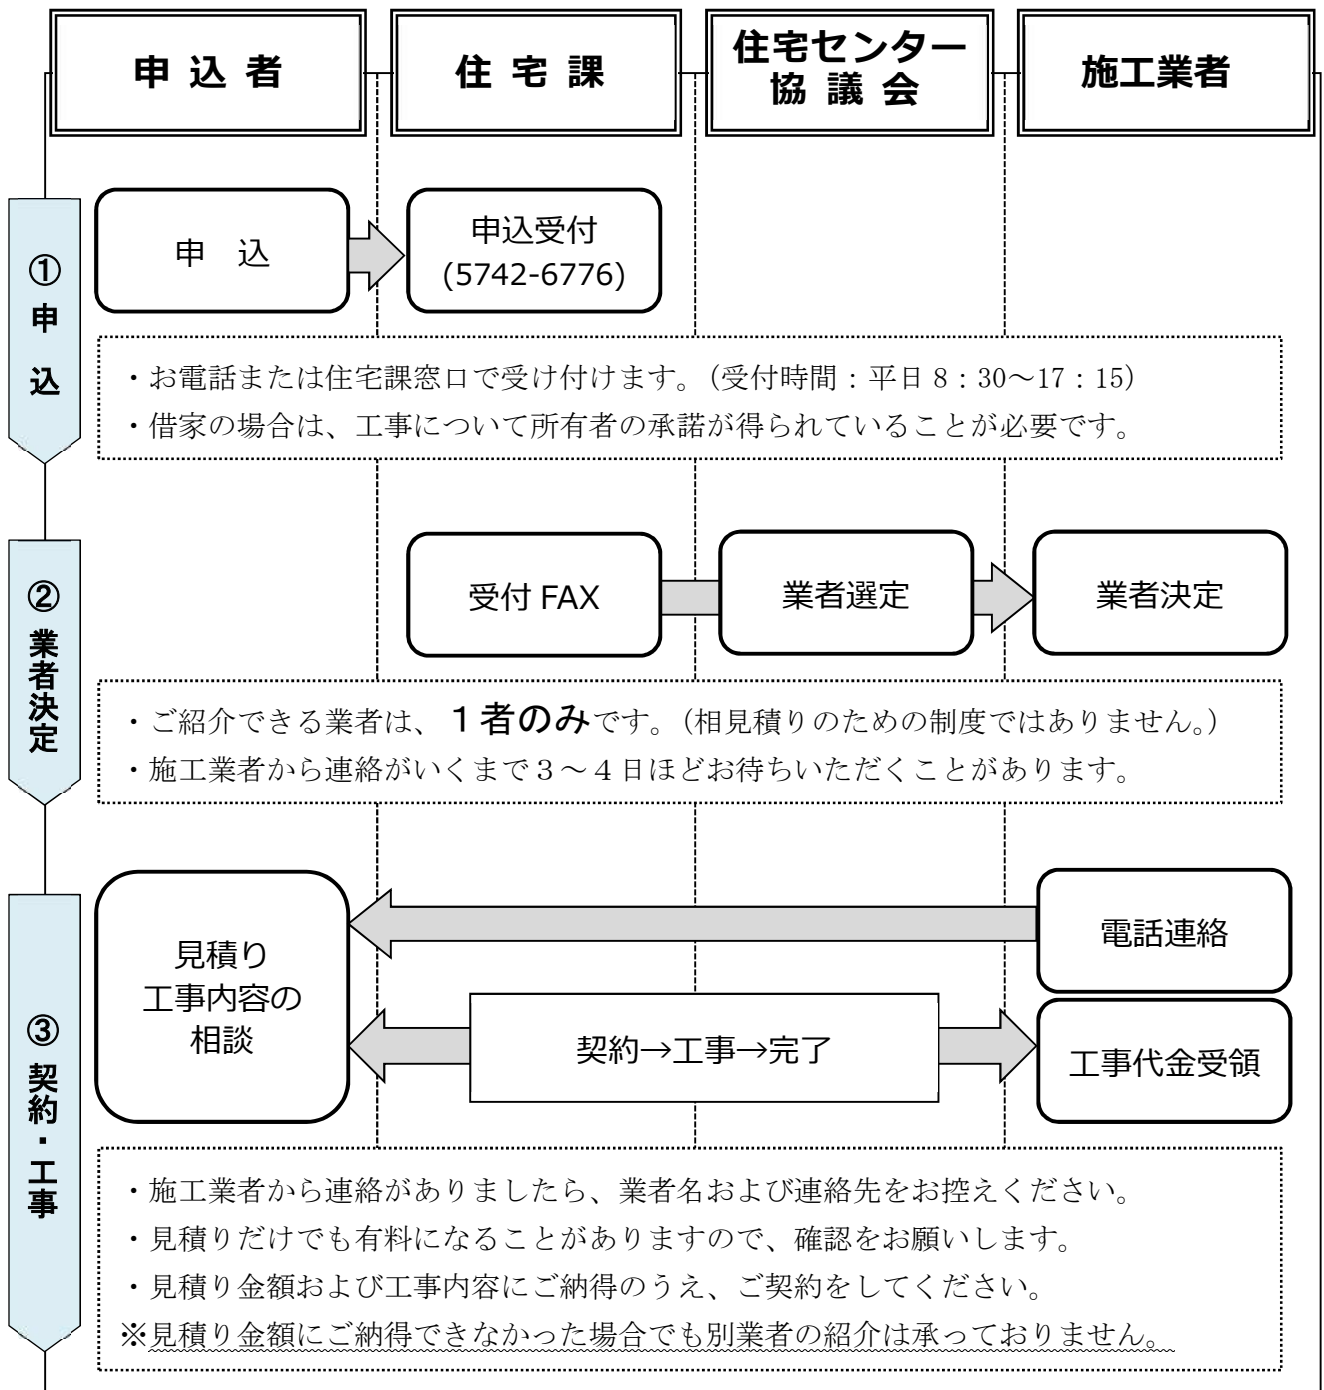 申 込 者
住 宅 課
住宅センター
協 議 会
施工業者
① 申 込
申 込
申込受付
(5742-6776)
・お電話または住宅課窓口で受け付けます。(受付時間：平日 8：30～17：15)
・借家の場合は、工事について所有者の承諾が得られていることが必要です。
② 業者決定
受付 FAX
業者選定
業者決定
・ご紹介できる業者は、１者のみです。(相見積りのための制度ではありません。)
・施工業者から連絡がいくまで３～４日ほどお待ちいただくことがあります。
③ 契約・工事
見積り
工事内容の
相談
電話連絡
契約→工事→完了
工事代金受領
・施工業者から連絡がありましたら、業者名および連絡先をお控えください。
・見積りだけでも有料になることがありますので、確認をお願いします。
・見積り金額および工事内容にご納得のうえ、ご契約をしてください。
※見積り金額にご納得できなかった場合でも別業者の紹介は承っておりません。